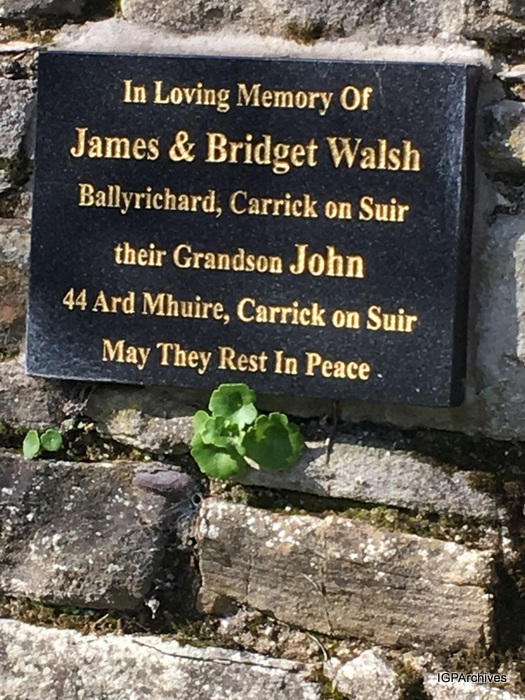 In Loving Memory Of
James & Bridget Walsh
Ballyrichard, Carrick on Suir
their Grandson John
44 Ard Mhuire, Carrick on Suir
May They Rest In Peace
IGPArchives